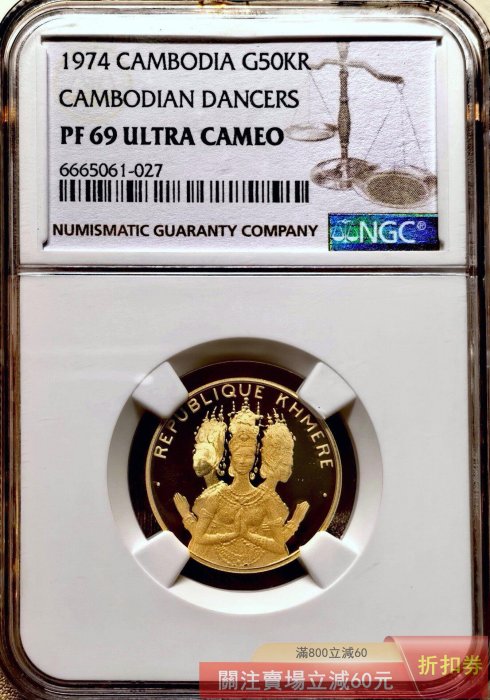 1974 CAMBODIA G50KR
CAMBODIAN DANCERS
PF 69 ULTRA CAMEO
6665061-027
NUMISMATIC GUARANTY COMPANY
NGC®
REPUBLIQUE KHMERE
滿800立減60
關注賣場立減60元
折扣券